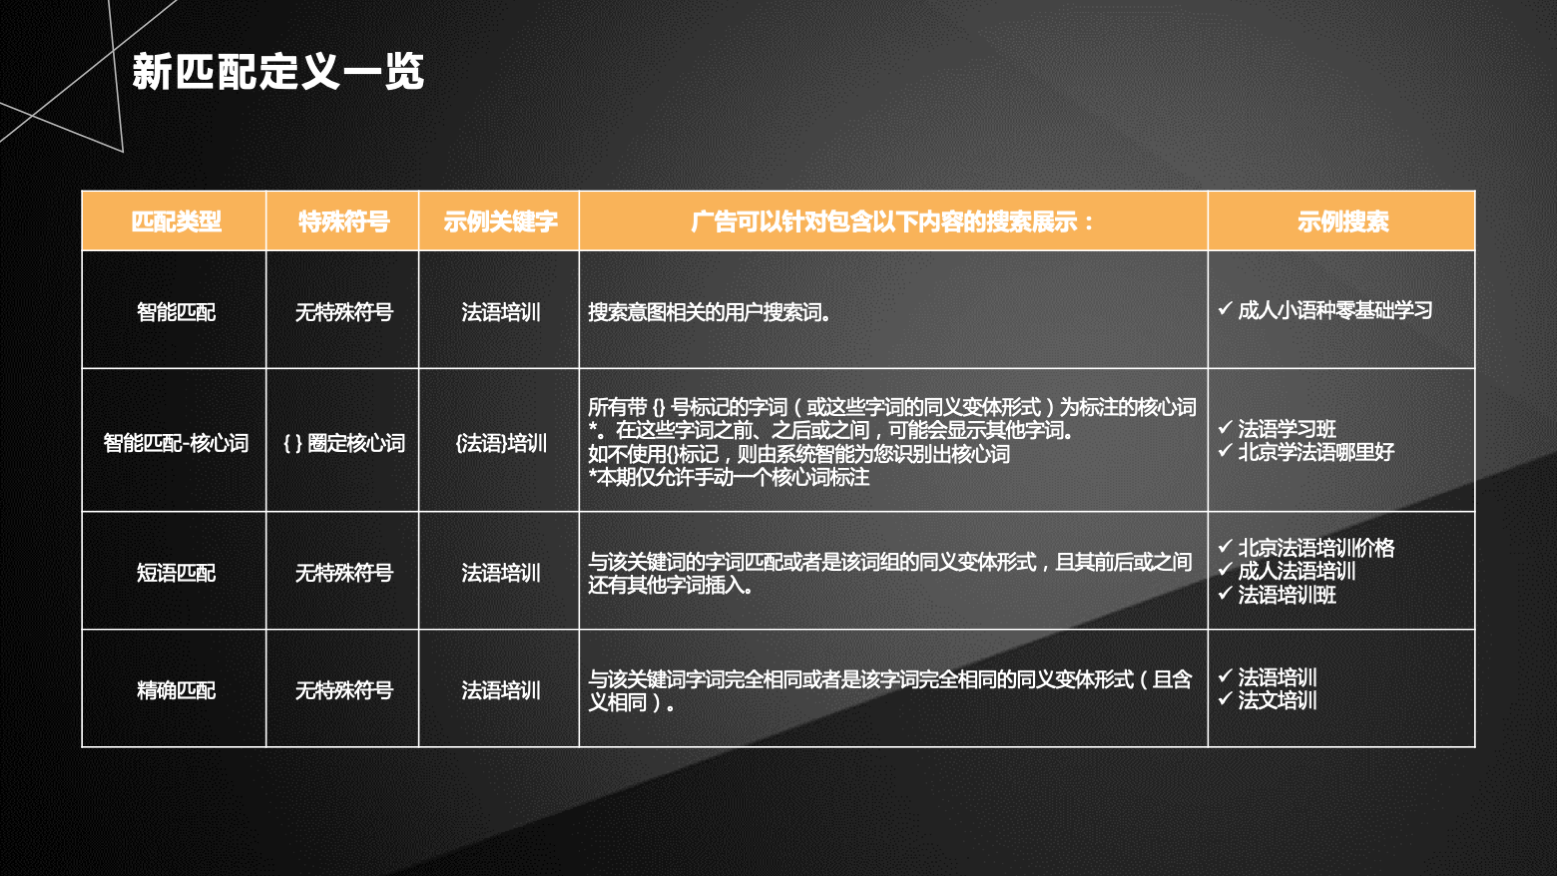 新匹配定义一览
匹配类型
特殊符号
示例关键字
广告可以针对包含以下内容的搜索展示：
示例搜索
智能匹配
无特殊符号
法语培训
搜索意图相关的用户搜索词。
✓ 成人小语种零基础学习
智能匹配-核心词
{ } 圈定核心词
{法语}培训
所有带 {} 号标记的字词（或这些字词的同义变体形式）为标注的核心词
*。在这些字词之前、之后或之间，可能会显示其他字词。
如不使用{}标记，则由系统智能为您识别出核心词
*本期仅允许手动一个核心词标注
✓ 法语学习班
✓ 北京学法语哪里好
短语匹配
无特殊符号
法语培训
与该关键词的字词匹配或者是该词组的同义变体形式，且其前后或之间
还有其他字词插入。
✓ 北京法语培训价格
✓ 成人法语培训
✓ 法语培训班
精确匹配
无特殊符号
法语培训
与该关键词字词完全相同或者是该字词完全相同的同义变体形式（且含
义相同）。
✓ 法语培训
✓ 法文培训